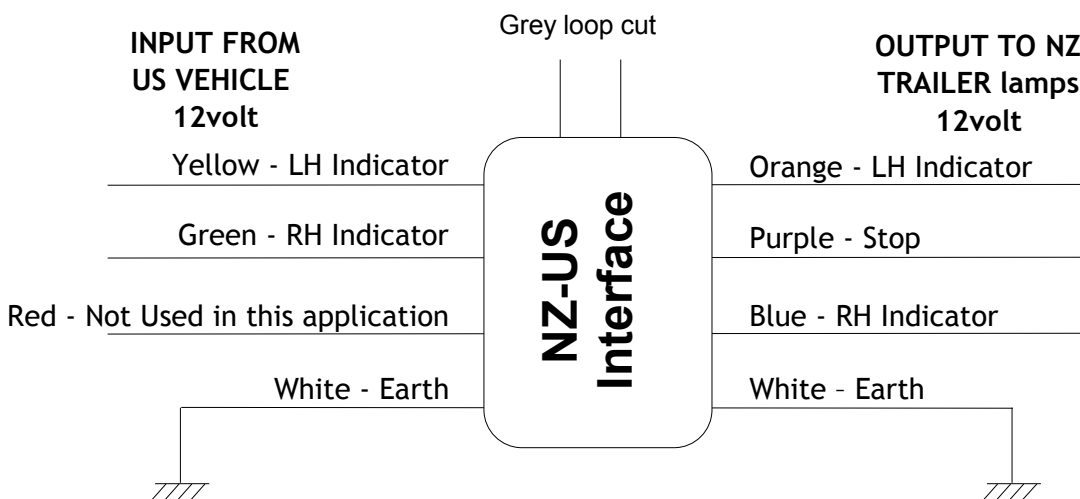 Grey loop cut
INPUT FROM
US VEHICLE
12volt
OUTPUT TO NZ
TRAILER lamps
12volt
Yellow - LH Indicator
Green - RH Indicator
Red - Not Used in this application
White - Earth
NZ-US
Interface
Orange - LH Indicator
Purple - Stop
Blue - RH Indicator
White – Earth